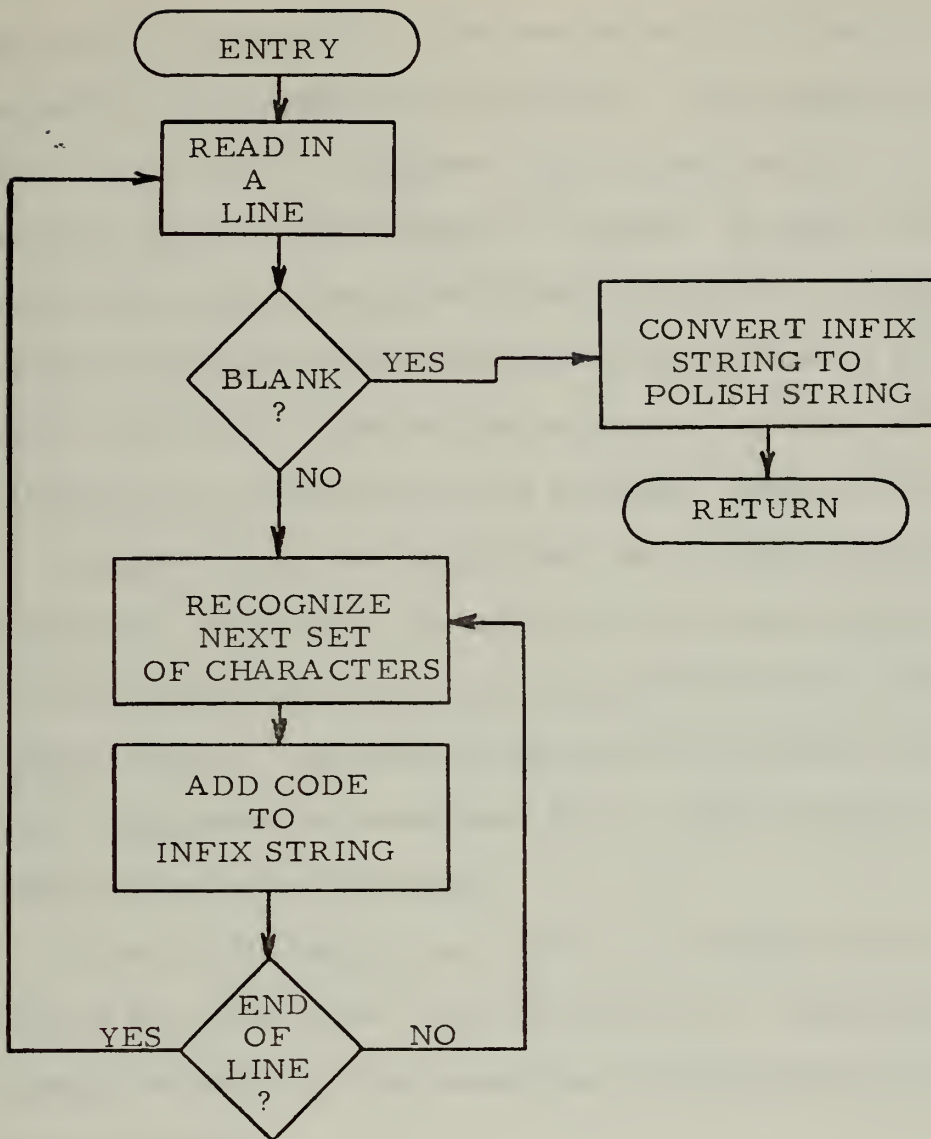 ENTRY
READ IN
A
LINE
BLANK
?
YES
CONVERT INFIX
STRING TO
POLISH STRING
RETURN
NO
RECOGNIZE
NEXT SET
OF CHARACTERS
ADD CODE
TO
INFIX STRING
END
OF
LINE
?
YES
NO